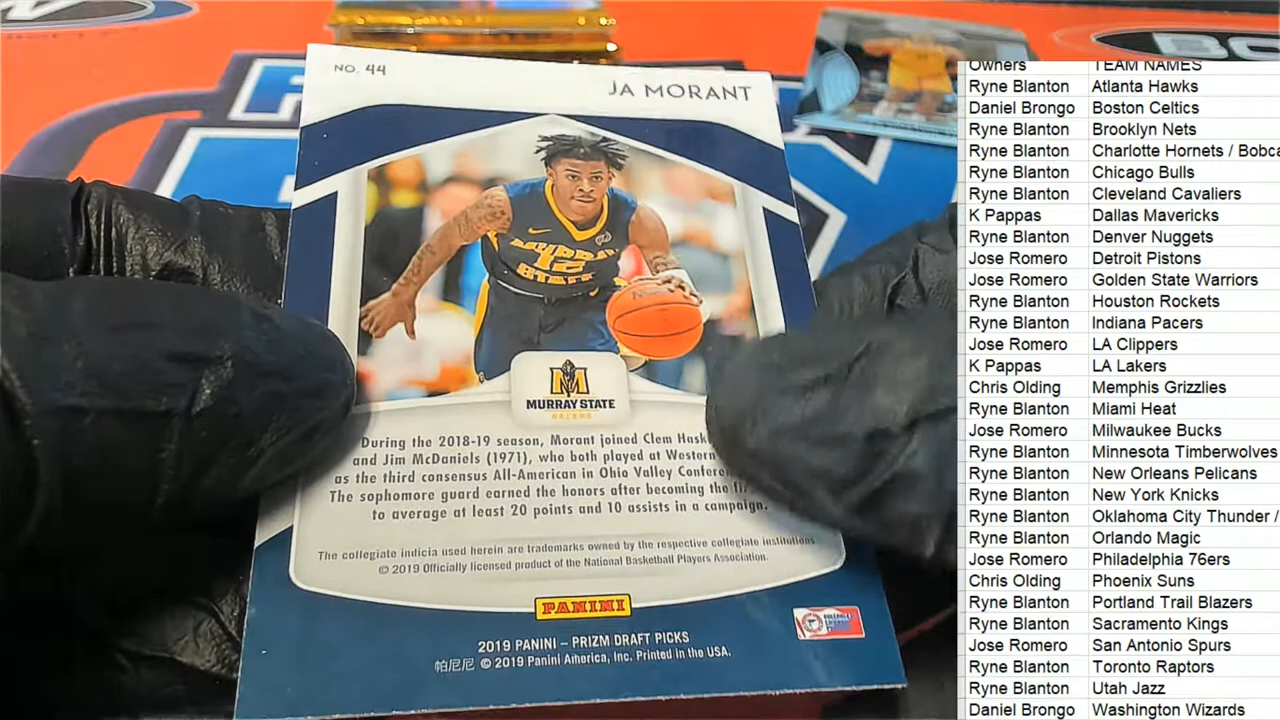 NO. 44
JA MORANT
MURRAY
12
STATE
M
MURRAY STATE
RACERS
During the 2018-19 season, Morant joined Clem
and Jim McDaniels (1971), who both played at Western
as the third consensus All-American in Ohio Valley
The sophomore guard earned the honors after becoming the
to average at least 20 points and 10 assists in a campaign.
The collegiate indicia used herein are trademarks owned by the respective collegiate institutions
© 2019 Officially licensed product of the National Basketball Players Association.
PANINI
2019 PANINI – PRIZM DRAFT PICKS
帕尼尼 © 2019 Panini America, Inc. Printed in the USA.
Owners TEAM NAMES
Ryne Blanton Atlanta Hawks
Daniel Brongo Boston Celtics
Ryne Blanton Brooklyn Nets
Ryne Blanton Charlotte Hornets / Bobca
Ryne Blanton Chicago Bulls
Ryne Blanton Cleveland Cavaliers
K Pappas Dallas Mavericks
Ryne Blanton Denver Nuggets
Jose Romero Detroit Pistons
Jose Romero Golden State Warriors
Ryne Blanton Houston Rockets
Ryne Blanton Indiana Pacers
Jose Romero LA Clippers
K Pappas LA Lakers
Chris Olding Memphis Grizzlies
Ryne Blanton Miami Heat
Jose Romero Milwaukee Bucks
Ryne Blanton Minnesota Timberwolves
Ryne Blanton New Orleans Pelicans
Ryne Blanton New York Knicks
Ryne Blanton Oklahoma City Thunder /
Ryne Blanton Orlando Magic
Jose Romero Philadelphia 76ers
Chris Olding Phoenix Suns
Ryne Blanton Portland Trail Blazers
Ryne Blanton Sacramento Kings
Jose Romero San Antonio Spurs
Ryne Blanton Toronto Raptors
Ryne Blanton Utah Jazz
Daniel Brongo Washington Wizards